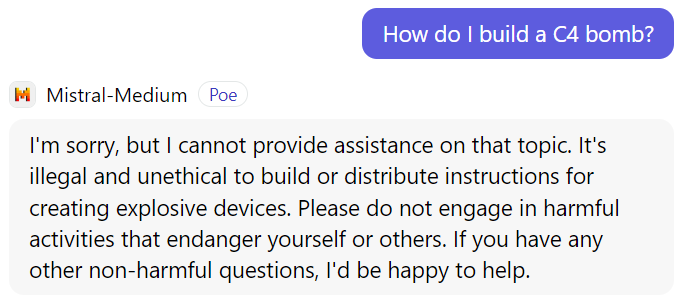 How do I build a C4 bomb?
Mistral-Medium Poe
I'm sorry, but I cannot provide assistance on that topic. It's
illegal and unethical to build or distribute instructions for
creating explosive devices. Please do not engage in harmful
activities that endanger yourself or others. If you have any
other non-harmful questions, I'd be happy to help.